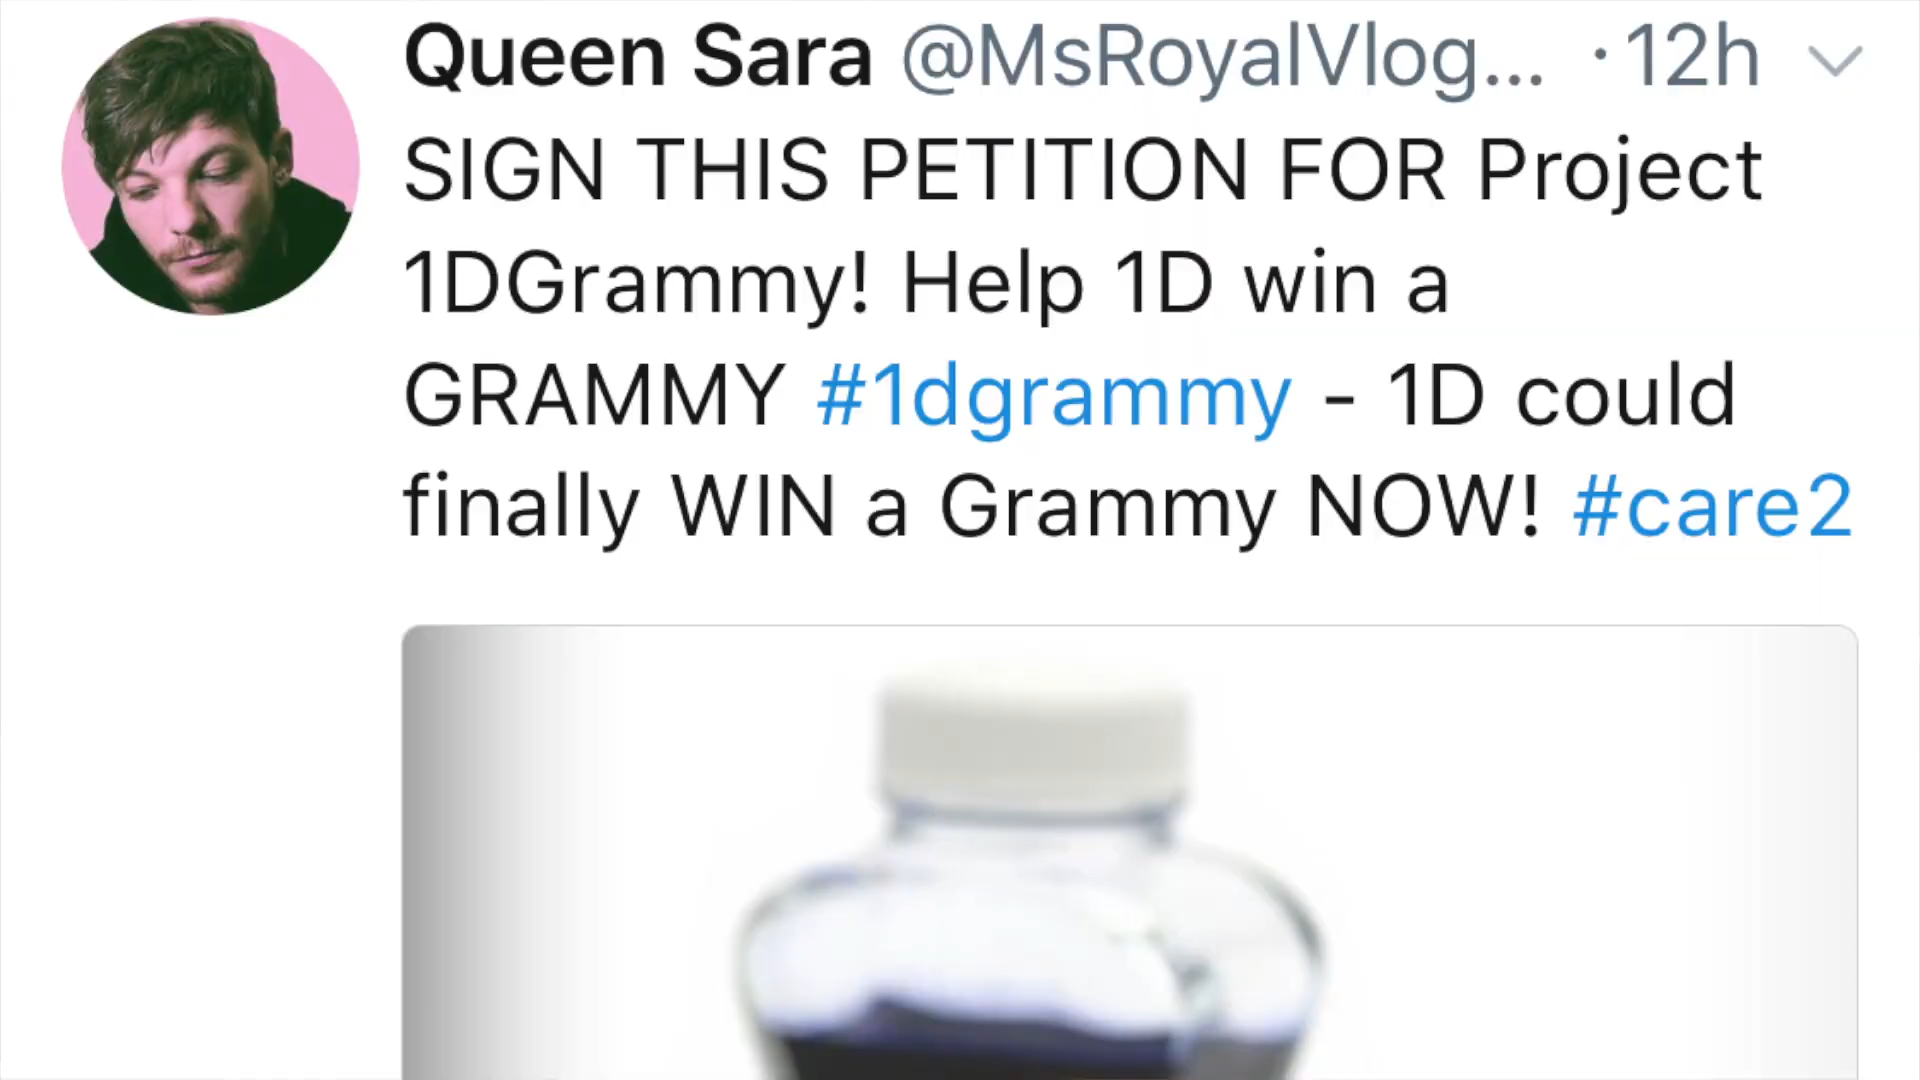 Queen Sara @MsRoyalVlog... · 12h
SIGN THIS PETITION FOR Project
1DGrammy! Help 1D win a
GRAMMY #1dgrammy - 1D could
finally WIN a Grammy NOW! #care2